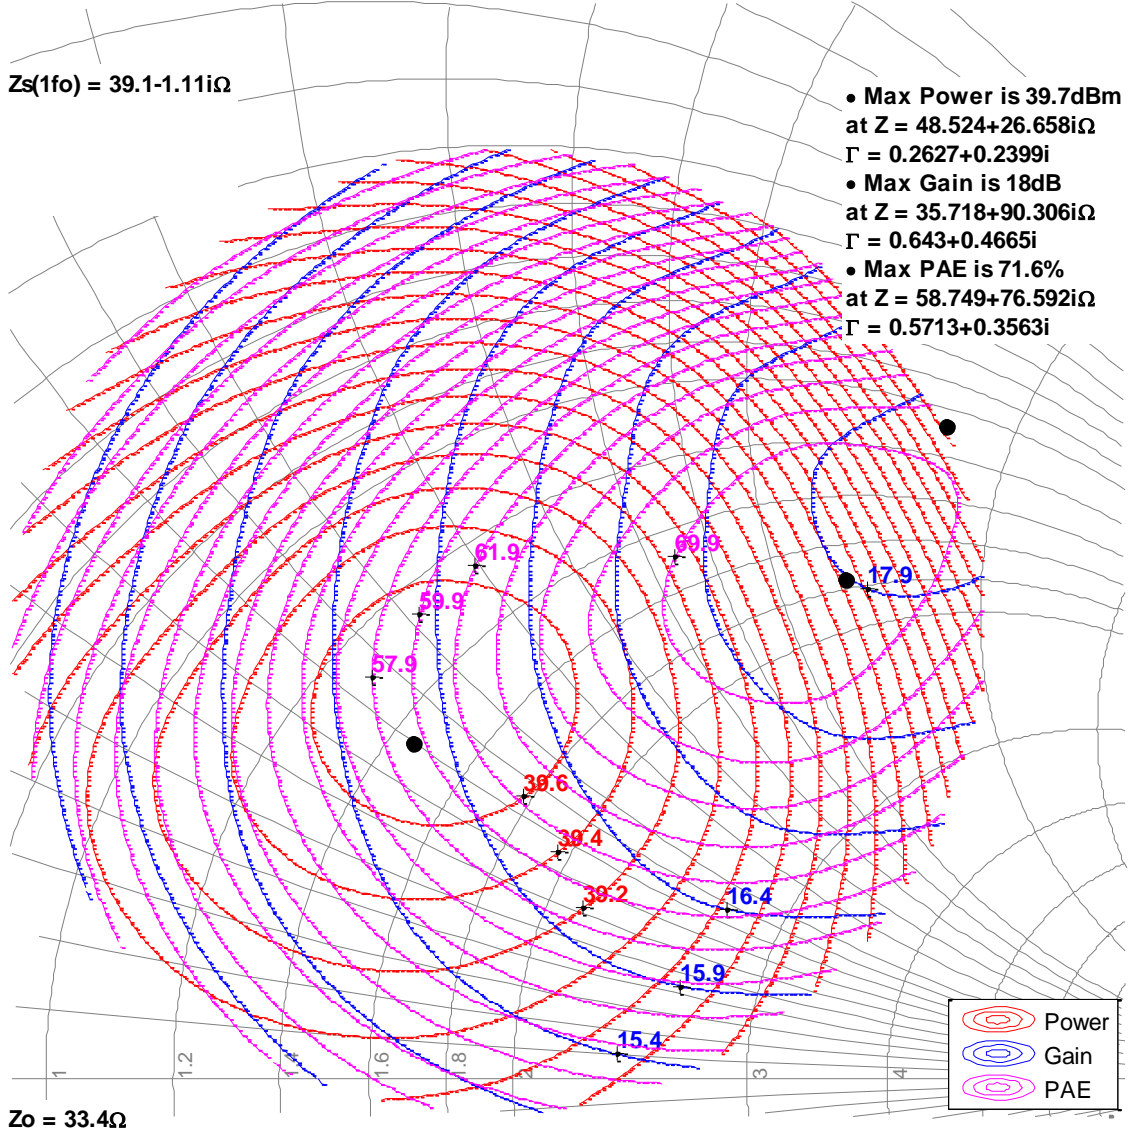 Zs(1fo) = 39.1-1.11iΩ
• Max Power is 39.7dBm
at Z = 48.524+26.658iΩ
Γ = 0.2627+0.2399i
• Max Gain is 18dB
at Z = 35.718+90.306iΩ
Γ = 0.643+0.4665i
• Max PAE is 71.6%
at Z = 58.749+76.592iΩ
Γ = 0.5713+0.3563i
61.9
69.9
17.9
59.9
57.9
39.6
39.4
39.2
16.4
15.9
15.4
1
1.2
1.4
1.6
1.8
2
3
4
Power
Gain
PAE
Zo = 33.4Ω